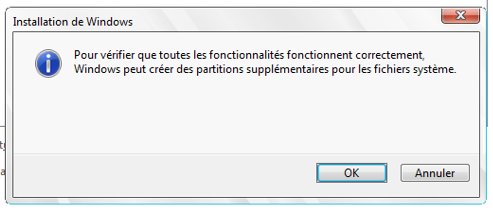 Installation de Windows
Pour vérifier que toutes les fonctionnalités fonctionnent correctement,
Windows peut créer des partitions supplémentaires pour les fichiers système.
OK
Annuler